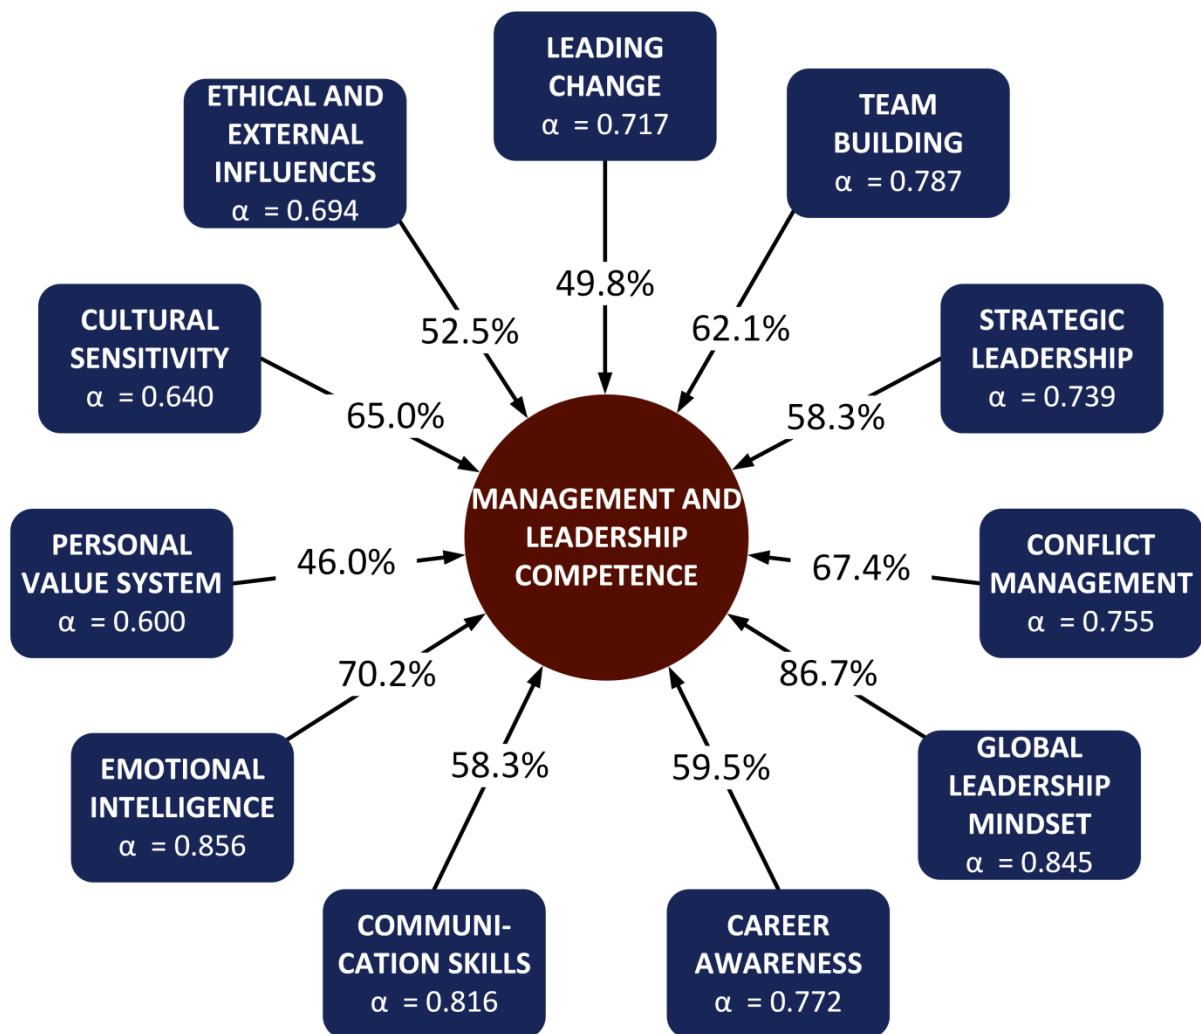 LEADING
CHANGE
α = 0.717
ETHICAL AND
EXTERNAL
INFLUENCES
α = 0.694
TEAM
BUILDING
α = 0.787
49.8%
52.5%
62.1%
CULTURAL
SENSITIVITY
α = 0.640
STRATEGIC
LEADERSHIP
α = 0.739
65.0%
58.3%
MANAGEMENT AND
LEADERSHIP
COMPETENCE
PERSONAL
VALUE SYSTEM
α = 0.600
46.0%
67.4%
CONFLICT
MANAGEMENT
α = 0.755
70.2%
86.7%
EMOTIONAL
INTELLIGENCE
α = 0.856
58.3%
59.5%
GLOBAL
LEADERSHIP
MINDSET
α = 0.845
COMMUNI-
CATION SKILLS
α = 0.816
CAREER
AWARENESS
α = 0.772